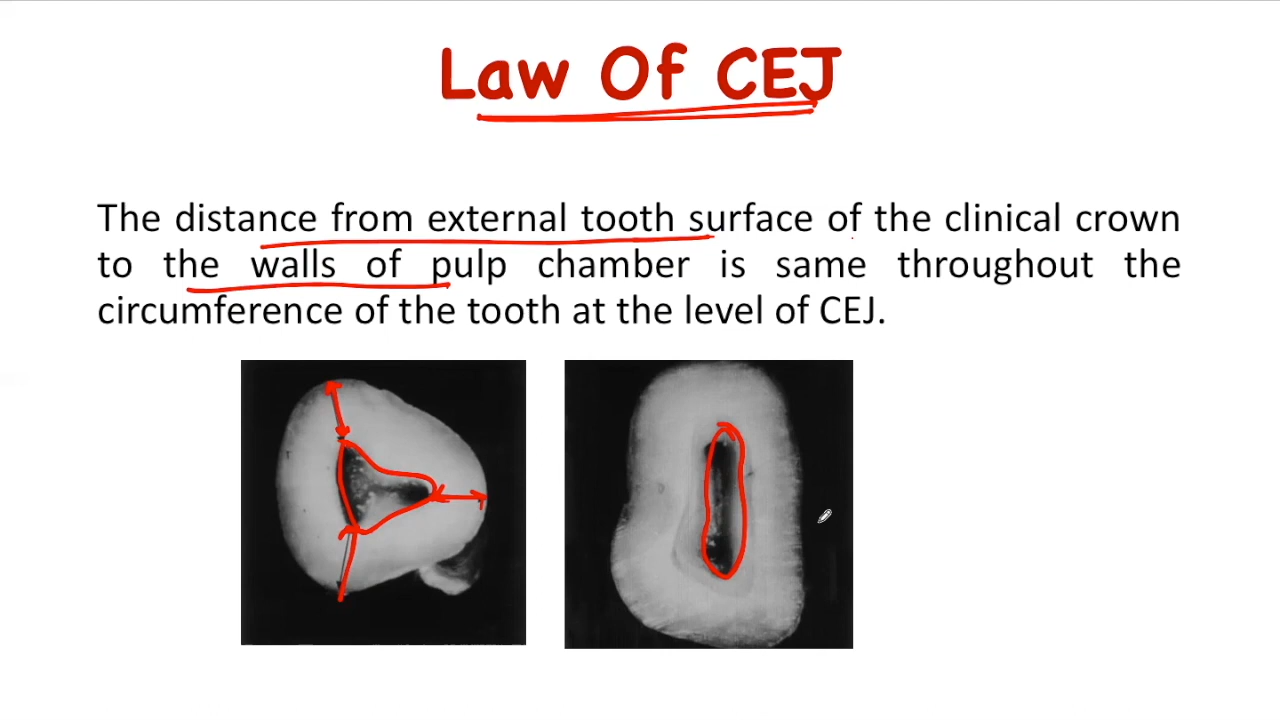 Law Of CEJ
The distance from external tooth surface of the clinical crown
to the walls of pulp chamber is same throughout the
circumference of the tooth at the level of CEJ.